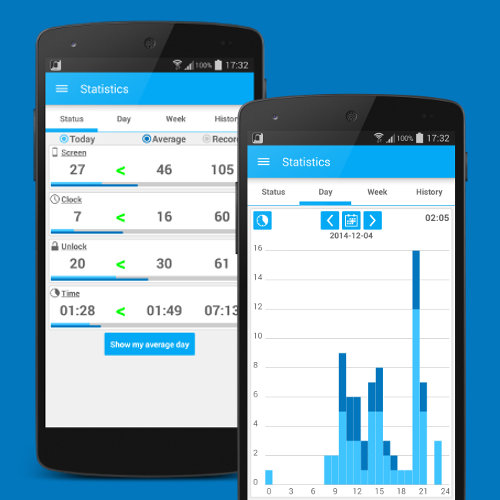 100% 17:32
Statistics
Status Day Week History
Today Average Record
Screen
27 < 46 105
Clock
7 < 16 60
Unlock
20 < 30 61
Time
01:28 < 01:49 07:13
Show my average day
100% 17:32
Statistics
Status Day Week History
02:05
2014-12-04
16
14
12
10
8
6
4
2
0 3 6 9 12 15 18 21 24